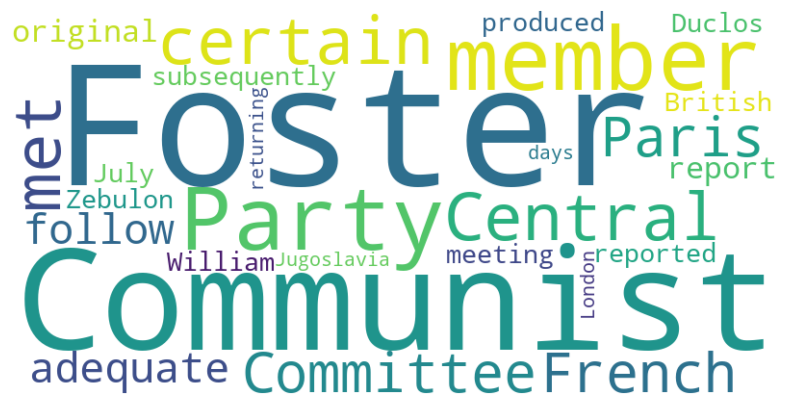 original
certain
produced
Duclos
member
subsequently
Foster
returning
British
met
Paris
days
July
report
Zebulon
Party
Central
follow
William
Jugoslavia
meeting
London
reported
Communist
adequate
Committee
French